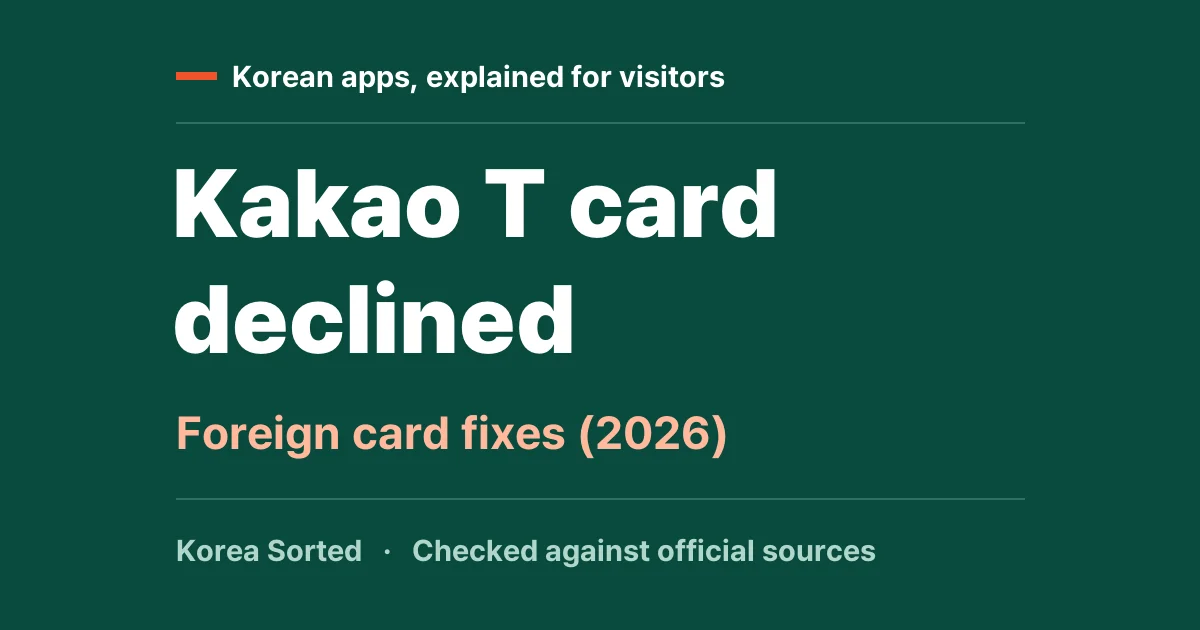 Korean apps, explained for visitors
Kakao T card
declined
Foreign card fixes (2026)
Korea Sorted · Checked against official sources